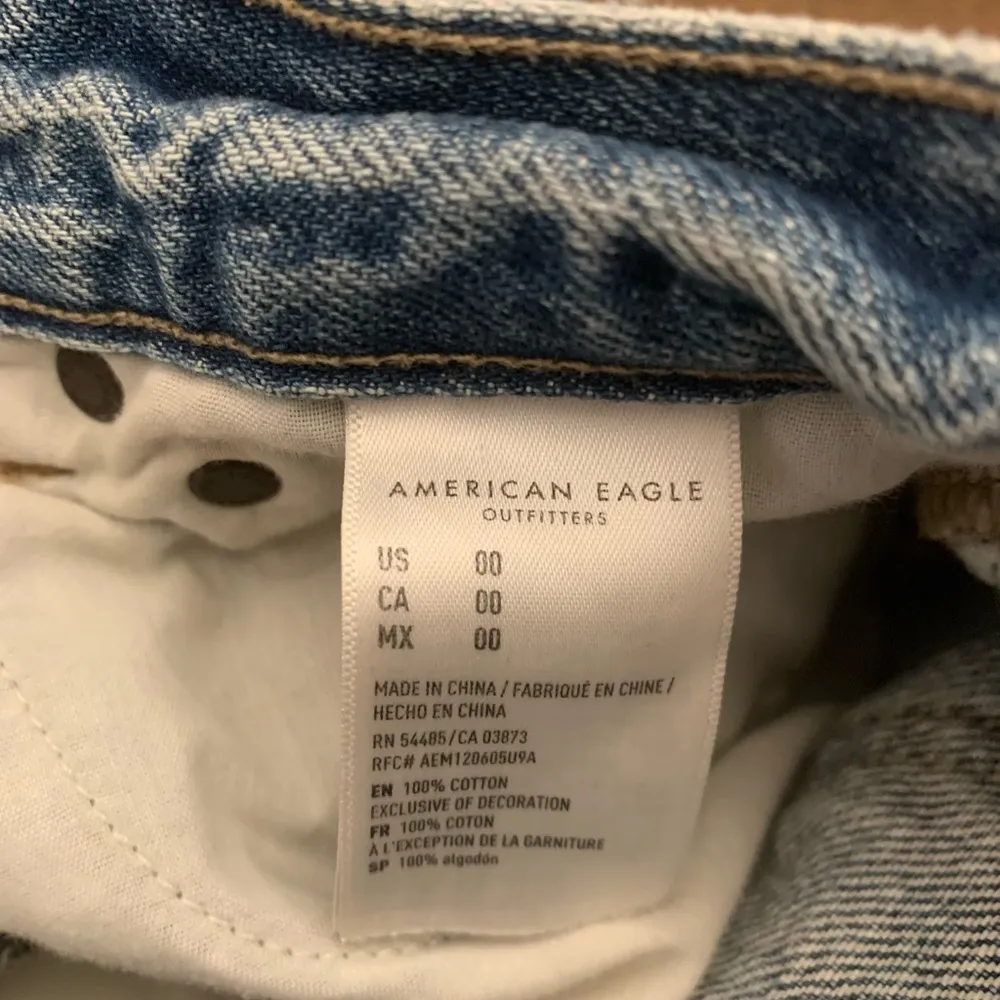 AMERICAN EAGLE
OUTFITTERS
US 00
CA 00
MX 00
MADE IN CHINA / FABRIQUÉ EN CHINE /
HECHO EN CHINA
RN 54485/CA 03873
RFC# AEM120605U9A
EN 100% COTTON
EXCLUSIVE OF DECORATION
FR 100% COTON
À L'EXCEPTION DE LA GARNITURE
SP 100% algodón